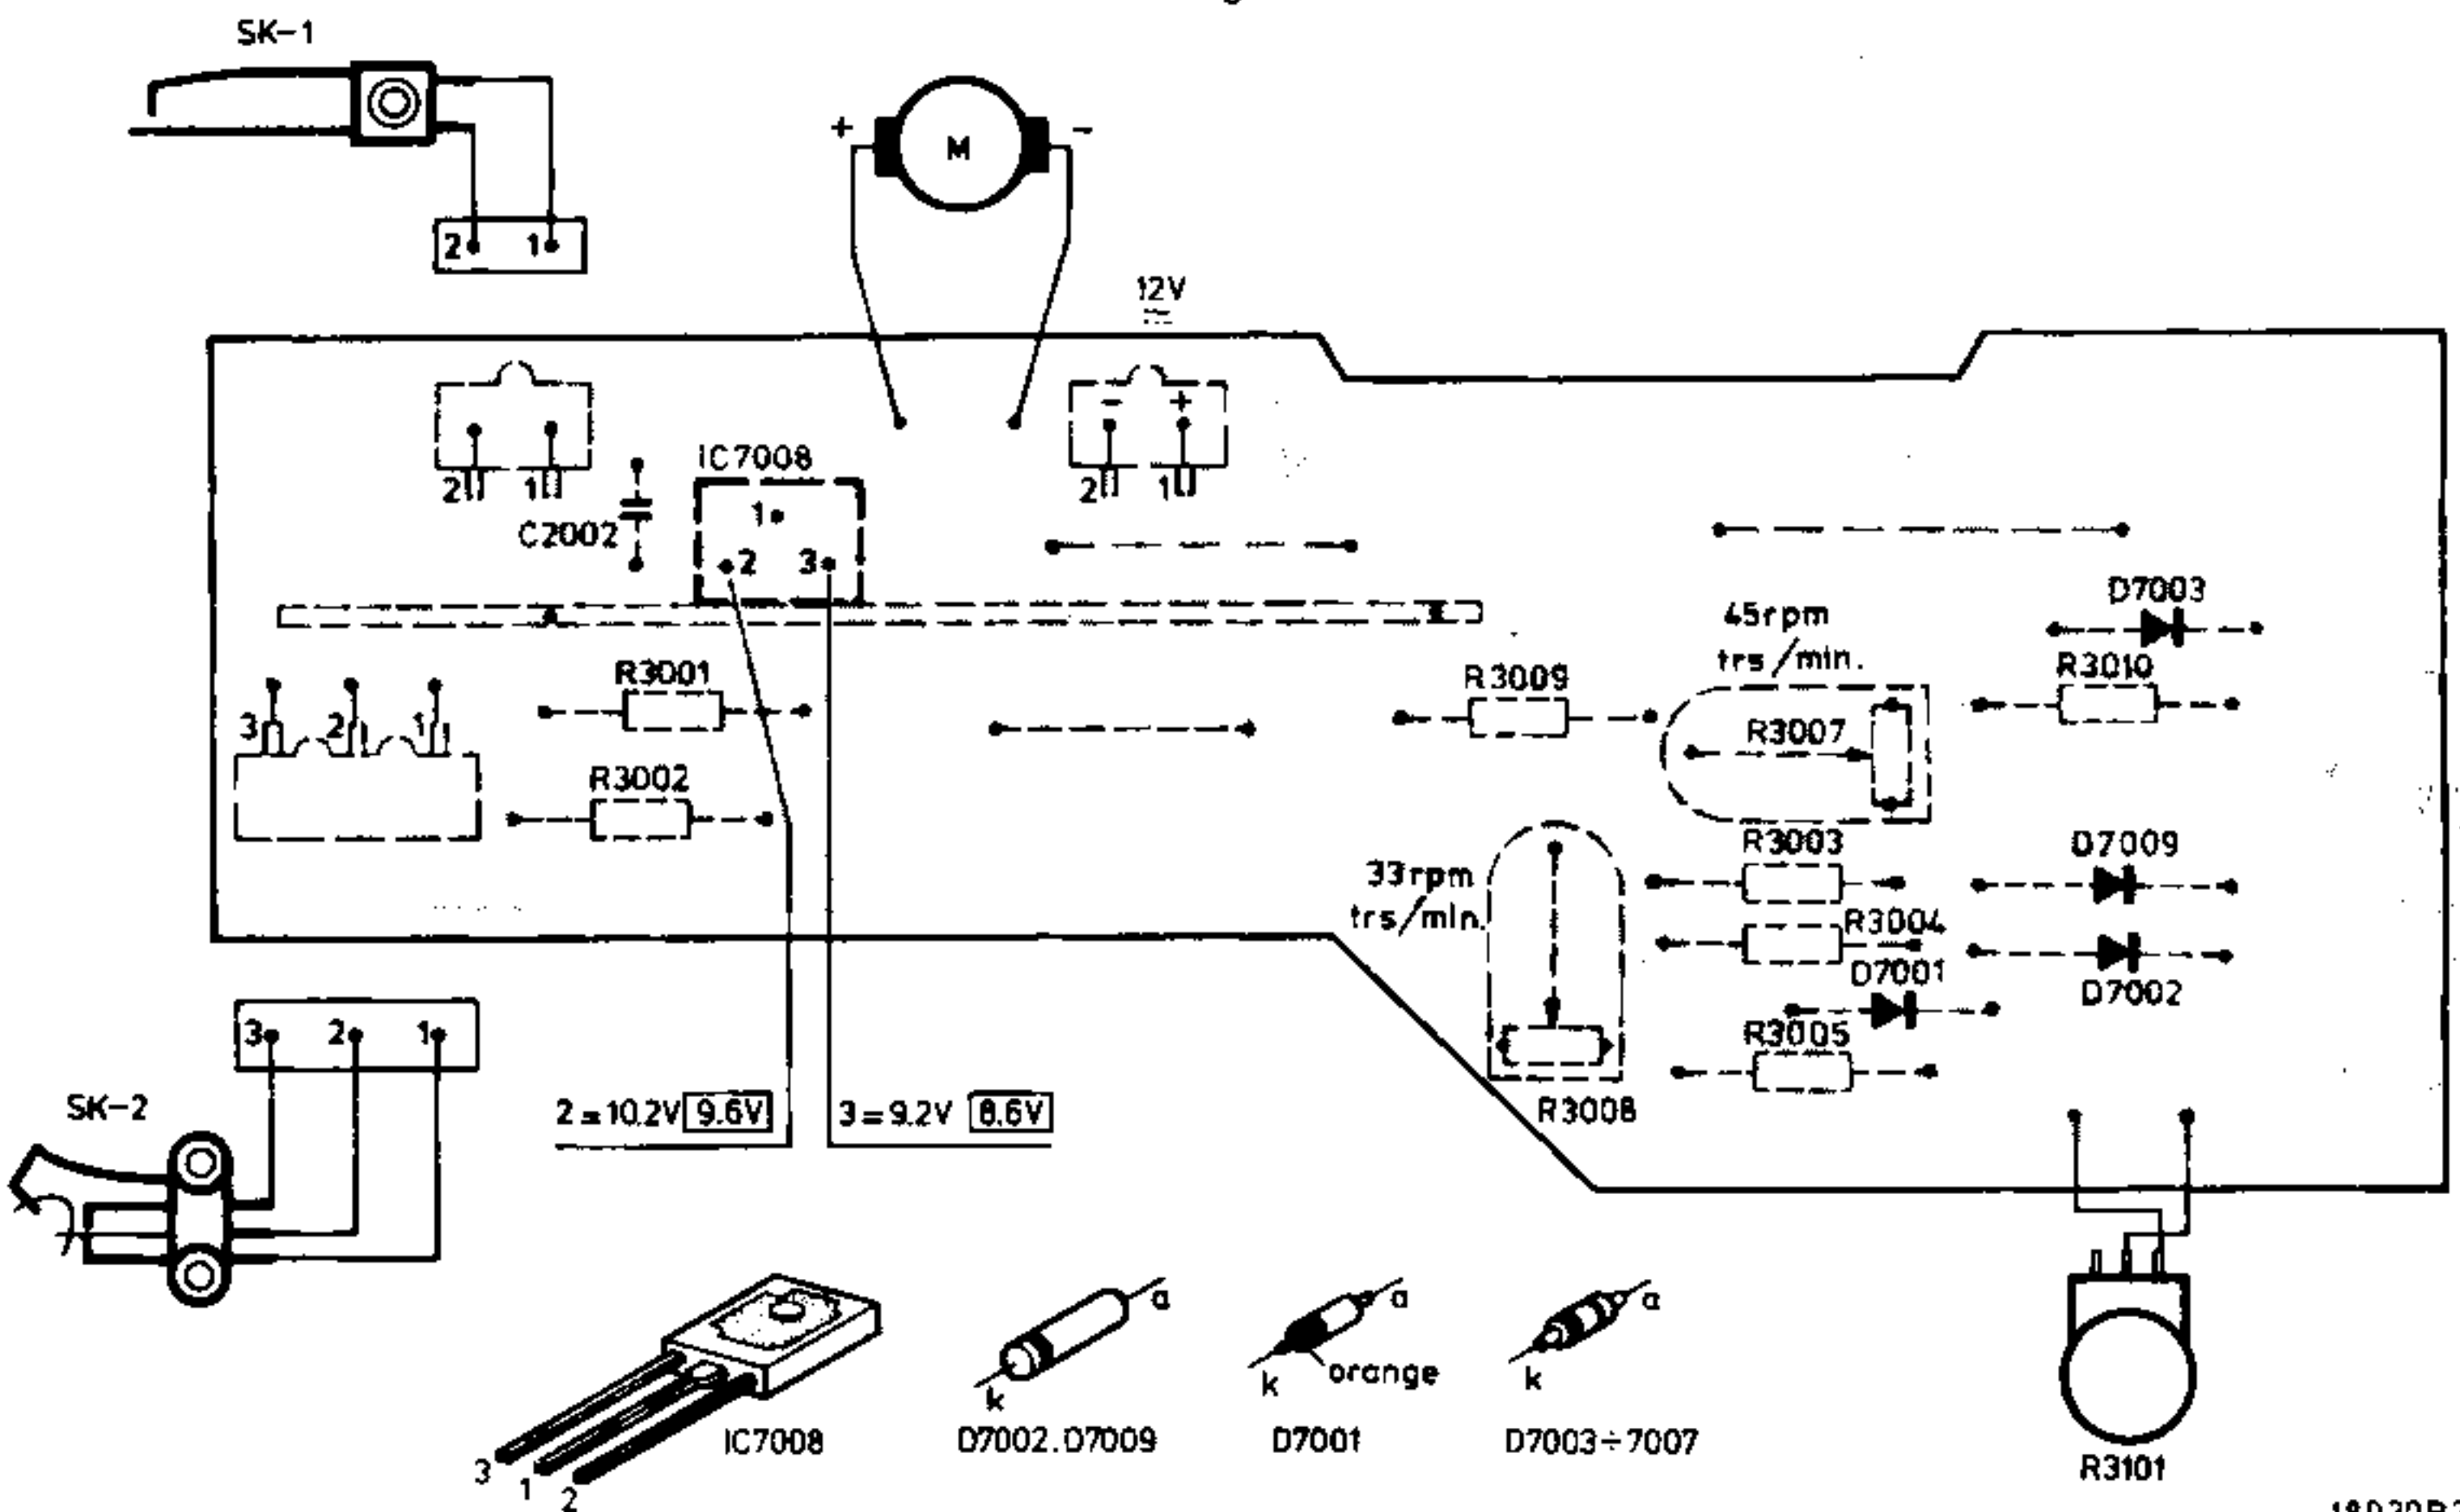 SK-1
+ M -
2 1
12V
- +
IC7008
2 1
2 1
1
C2002
2 3
D7003
45rpm
trs/min.
R3001
R3009
R3010
3 2 1
R3007
R3002
R3003
D7009
33rpm
trs/min.
R3004
D7001
D7002
3 2 1
R3005
SK-2
2=10.2V 9.6V
3=9.2V 8.6V
R3008
a
a
a
k
k
orange
k
3
1
2
IC7008
D7002.D7009
D7001
D7003÷7007
R3101